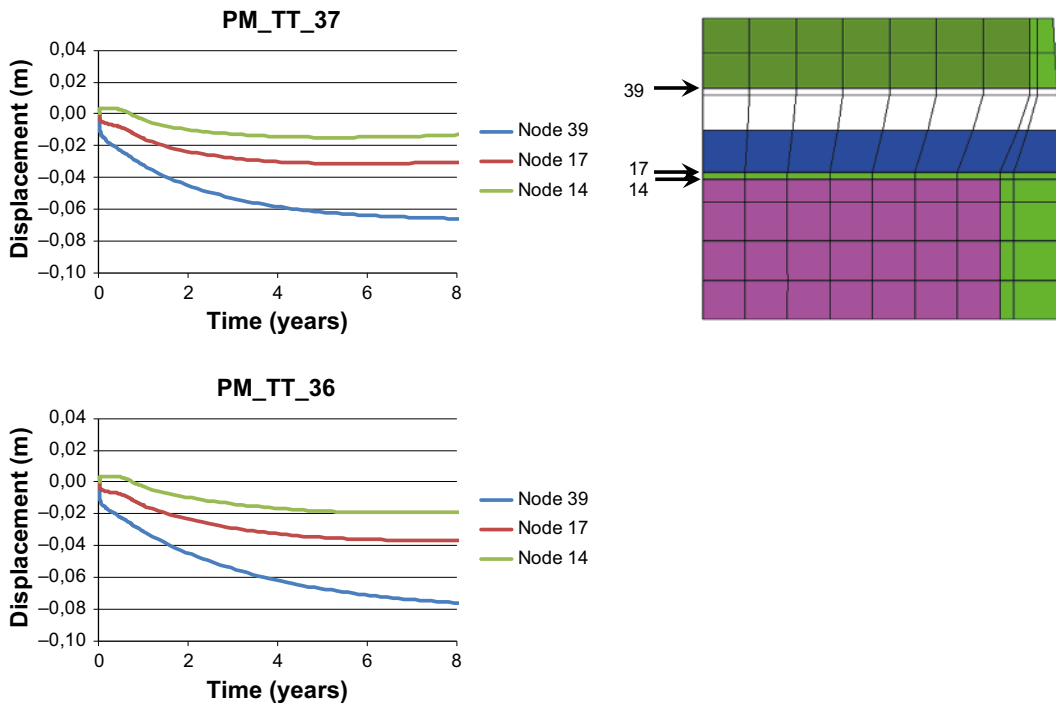 PM_TT_37
Displacement (m)
0,04
0,02
0,00
–0,02
–0,04
–0,06
–0,08
–0,10
0 2 4 6 8
Time (years)
Node 39
Node 17
Node 14
39
17
14
PM_TT_36
Displacement (m)
0,04
0,02
0,00
–0,02
–0,04
–0,06
–0,08
–0,10
0 2 4 6 8
Time (years)
Node 39
Node 17
Node 14